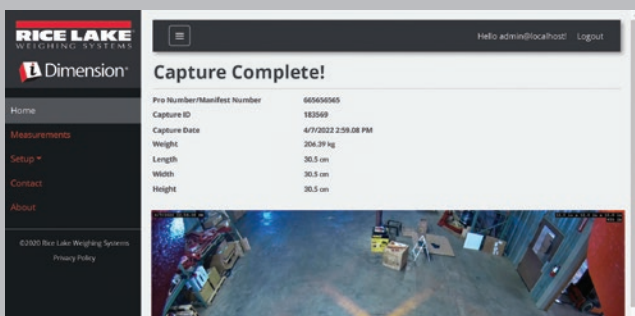 RICE LAKE
WEIGHING SYSTEMS
iDimension
Hello admin@localhost! Logout
Capture Complete!
Pro Number/Manifest Number 665656565
Capture ID 183569
Capture Date 4/7/2022 2:59.08 PM
Weight 206.39 kg
Length 30.5 cm
Width 30.5 cm
Height 30.5 cm
Home
Measurements
Setup
Contact
About
©2020 Rice Lake Weighing Systems
Privacy Policy